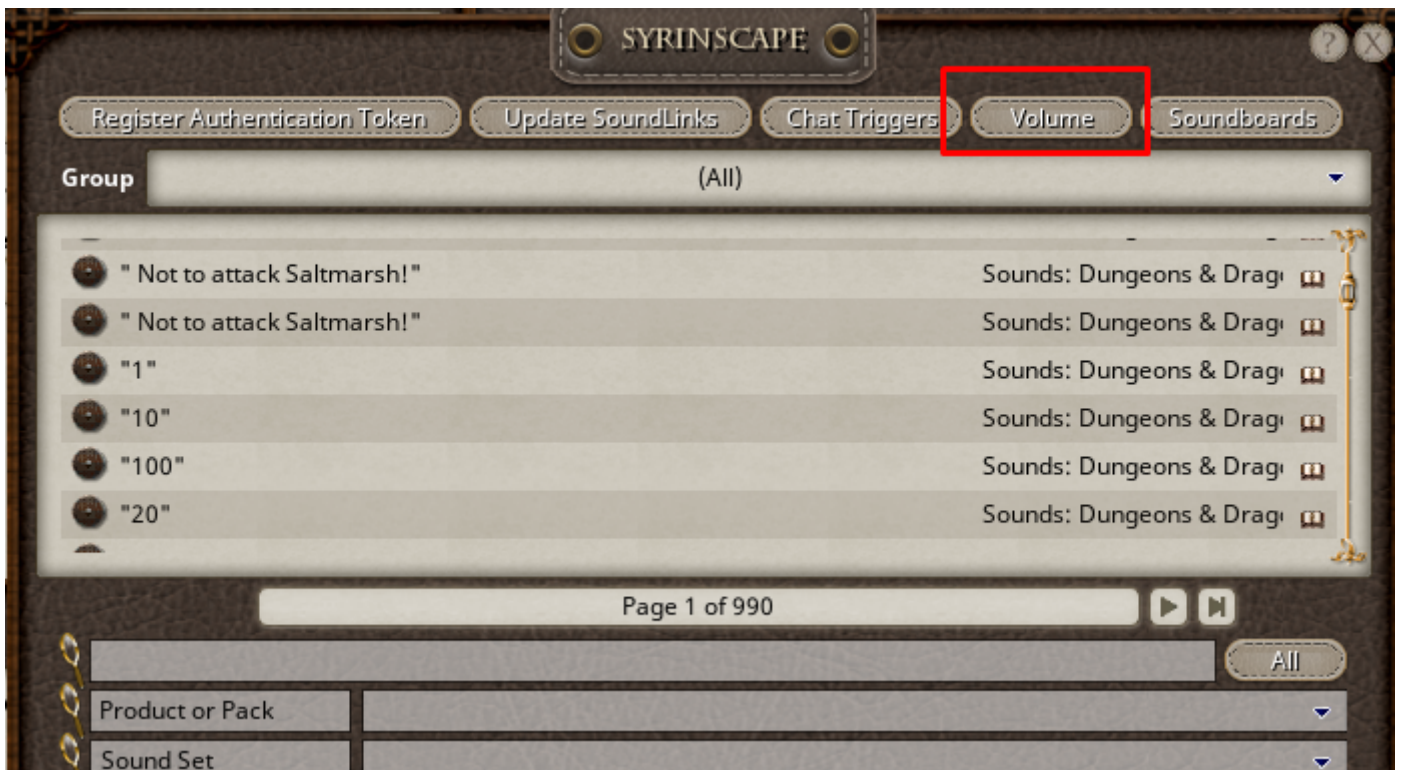 SYRINSCAPE
? X
Register Authentication Token Update SoundLinks Chat Triggers Volume Soundboards
Group (All)
" Not to attack Saltmarsh!" Sounds: Dungeons & Drag
" Not to attack Saltmarsh!" Sounds: Dungeons & Drag
"1" Sounds: Dungeons & Drag
"10" Sounds: Dungeons & Drag
"100" Sounds: Dungeons & Drag
"20" Sounds: Dungeons & Drag
Page 1 of 990
All
Product or Pack
Sound Set